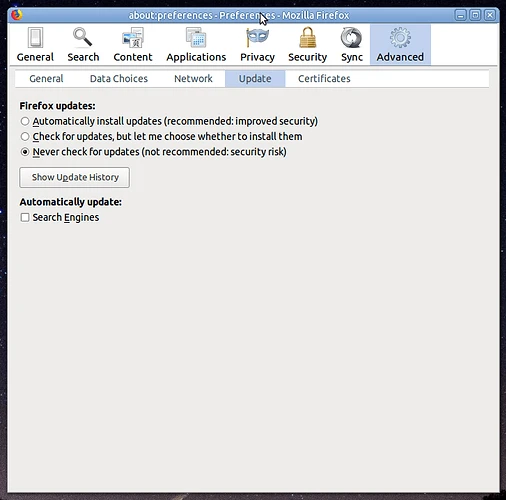 about:preferences - Preferences - Mozilla Firefox
General Search Content Applications Privacy Security Sync Advanced
General Data Choices Network Update Certificates
Firefox updates:
Automatically install updates (recommended: improved security)
Check for updates, but let me choose whether to install them
Never check for updates (not recommended: security risk)
Show Update History
Automatically update:
Search Engines